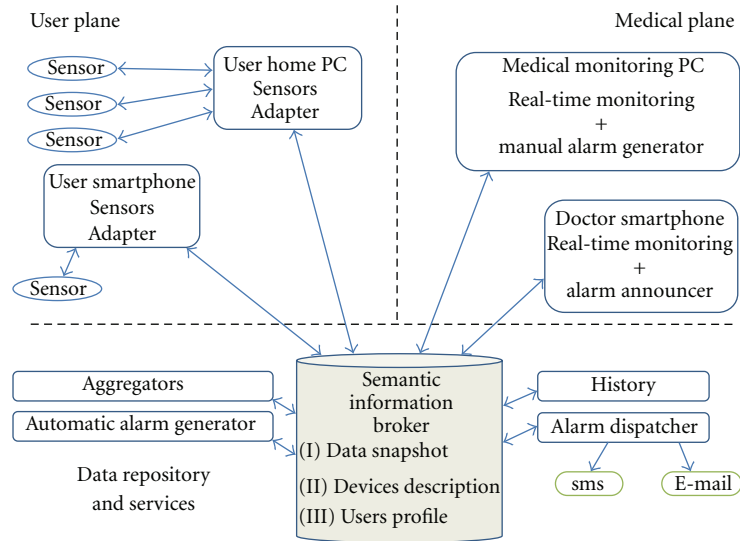 User plane
Medical plane
Sensor
Sensor
Sensor
User home PC
Sensors
Adapter
User smartphone
Sensors
Adapter
Sensor
Medical monitoring PC
Real-time monitoring
+
manual alarm generator
Doctor smartphone
Real-time monitoring
+
alarm announcer
Aggregators
Automatic alarm generator
Data repository
and services
Semantic
information
broker
(I) Data snapshot
(II) Devices description
(III) Users profile
History
Alarm dispatcher
sms
E-mail